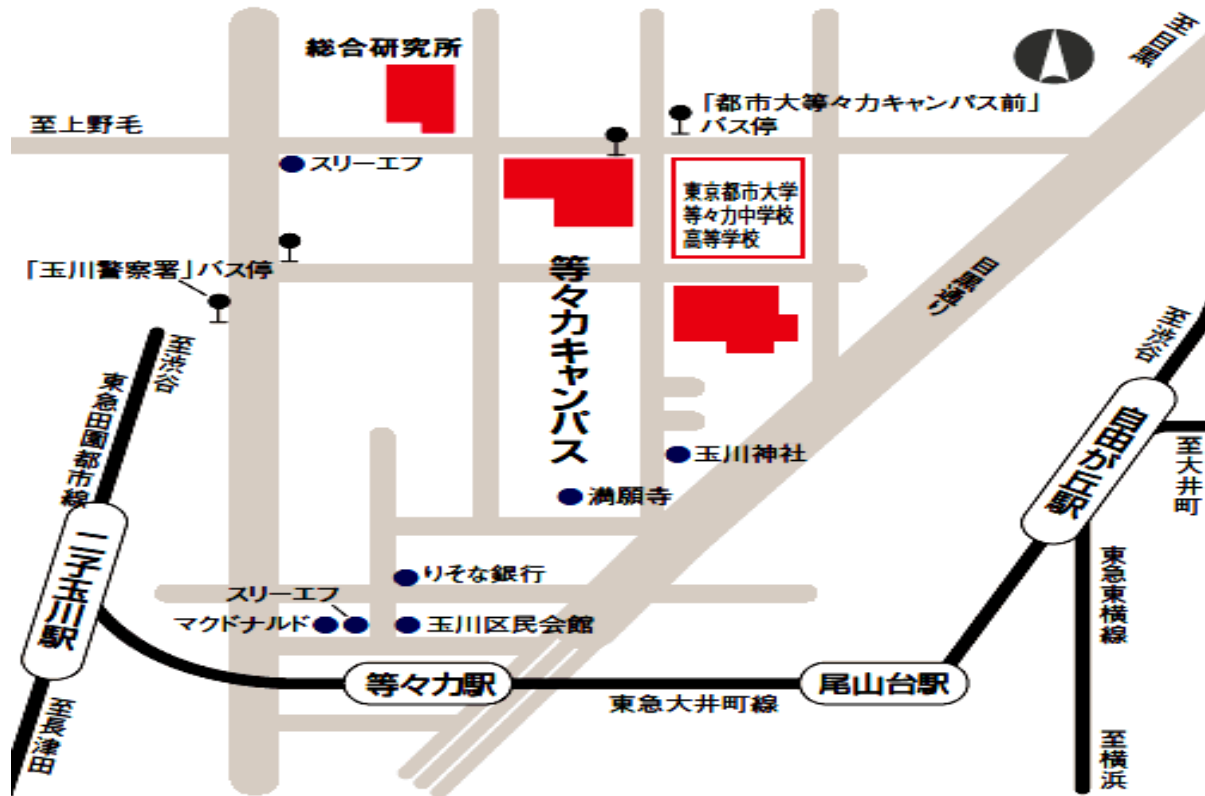 総合研究所
至目黒
「都市大等々力キャンパス前」
バス停
至上野毛
スリーエフ
東京都市大学
等々力中学校
高等学校
「玉川警察署」バス停
等々力キャンパス
目黒通り
至渋谷
東急田園都市線
至渋谷
自由が丘駅
至大井町
玉川神社
満願寺
二子玉川駅
りそな銀行
スリーエフ
マクドナルド
玉川区民会館
東急東横線
等々力駅
尾山台駅
東急大井町線
至長津田
至横浜